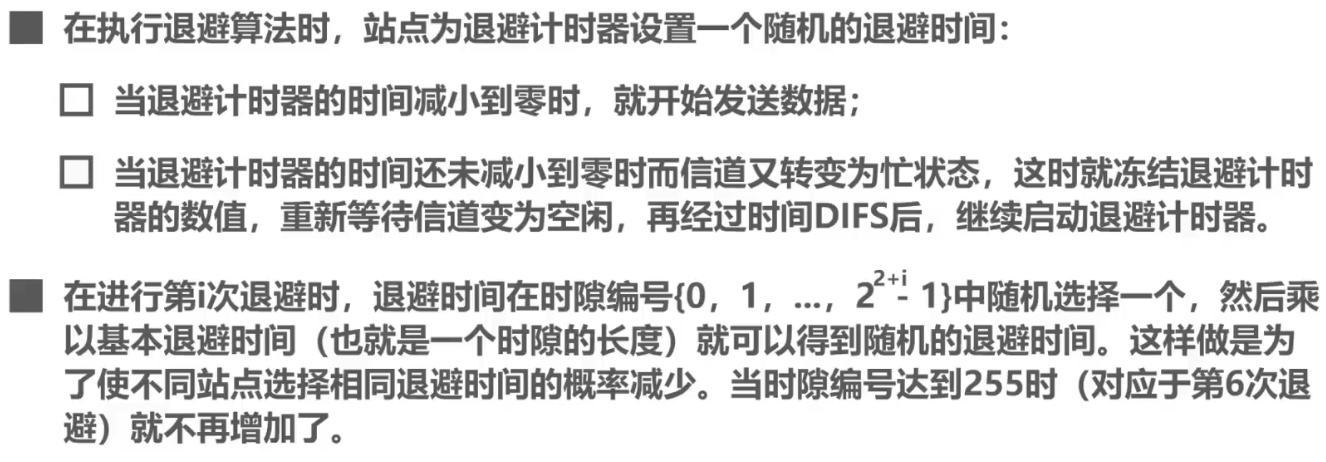 ■ 在执行退避算法时，站点为退避计时器设置一个随机的退避时间：
□ 当退避计时器的时间减小到零时，就开始发送数据；
□ 当退避计时器的时间还未减小到零时而信道又转变为忙状态，这时就冻结退避计时
器的数值，重新等待信道变为空闲，再经过时间DIFS后，继续启动退避计时器。
■ 在进行第i次退避时，退避时间在时隙编号{0，1，...，2^{2+i} - 1}中随机选择一个，然后乘
以基本退避时间（也就是一个时隙的长度）就可以得到随机的退避时间。这样做是为
了使不同站点选择相同退避时间的概率减少。当时隙编号达到255时（对应于第6次退
避）就不再增加了。